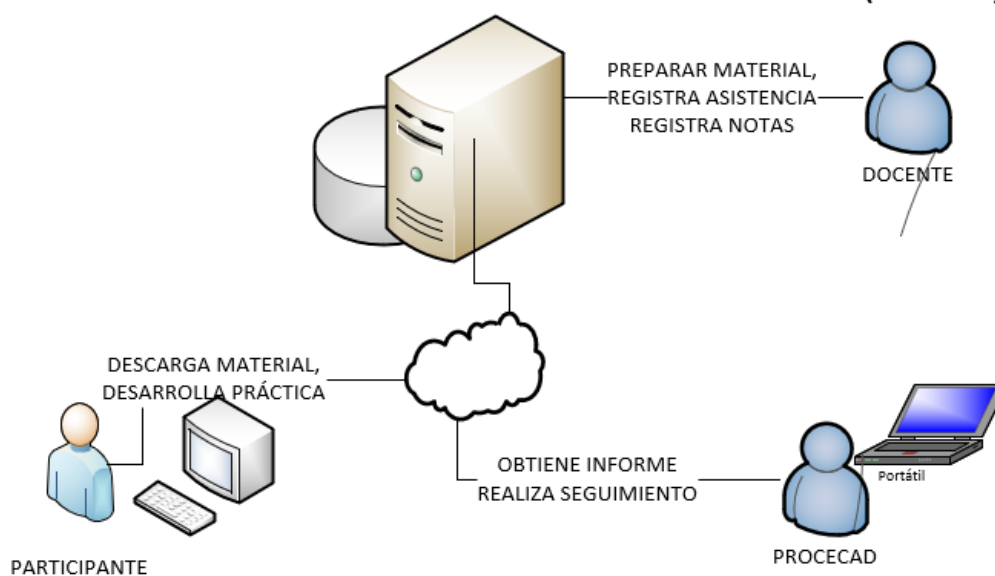 PREPARAR MATERIAL,
REGISTRA ASISTENCIA
REGISTRA NOTAS
DOCENTE
DESCARGA MATERIAL,
DESARROLLA PRÁCTICA
PARTICIPANTE
OBTIENE INFORME
REALIZA SEGUIMIENTO
Portátil
PROCECAD